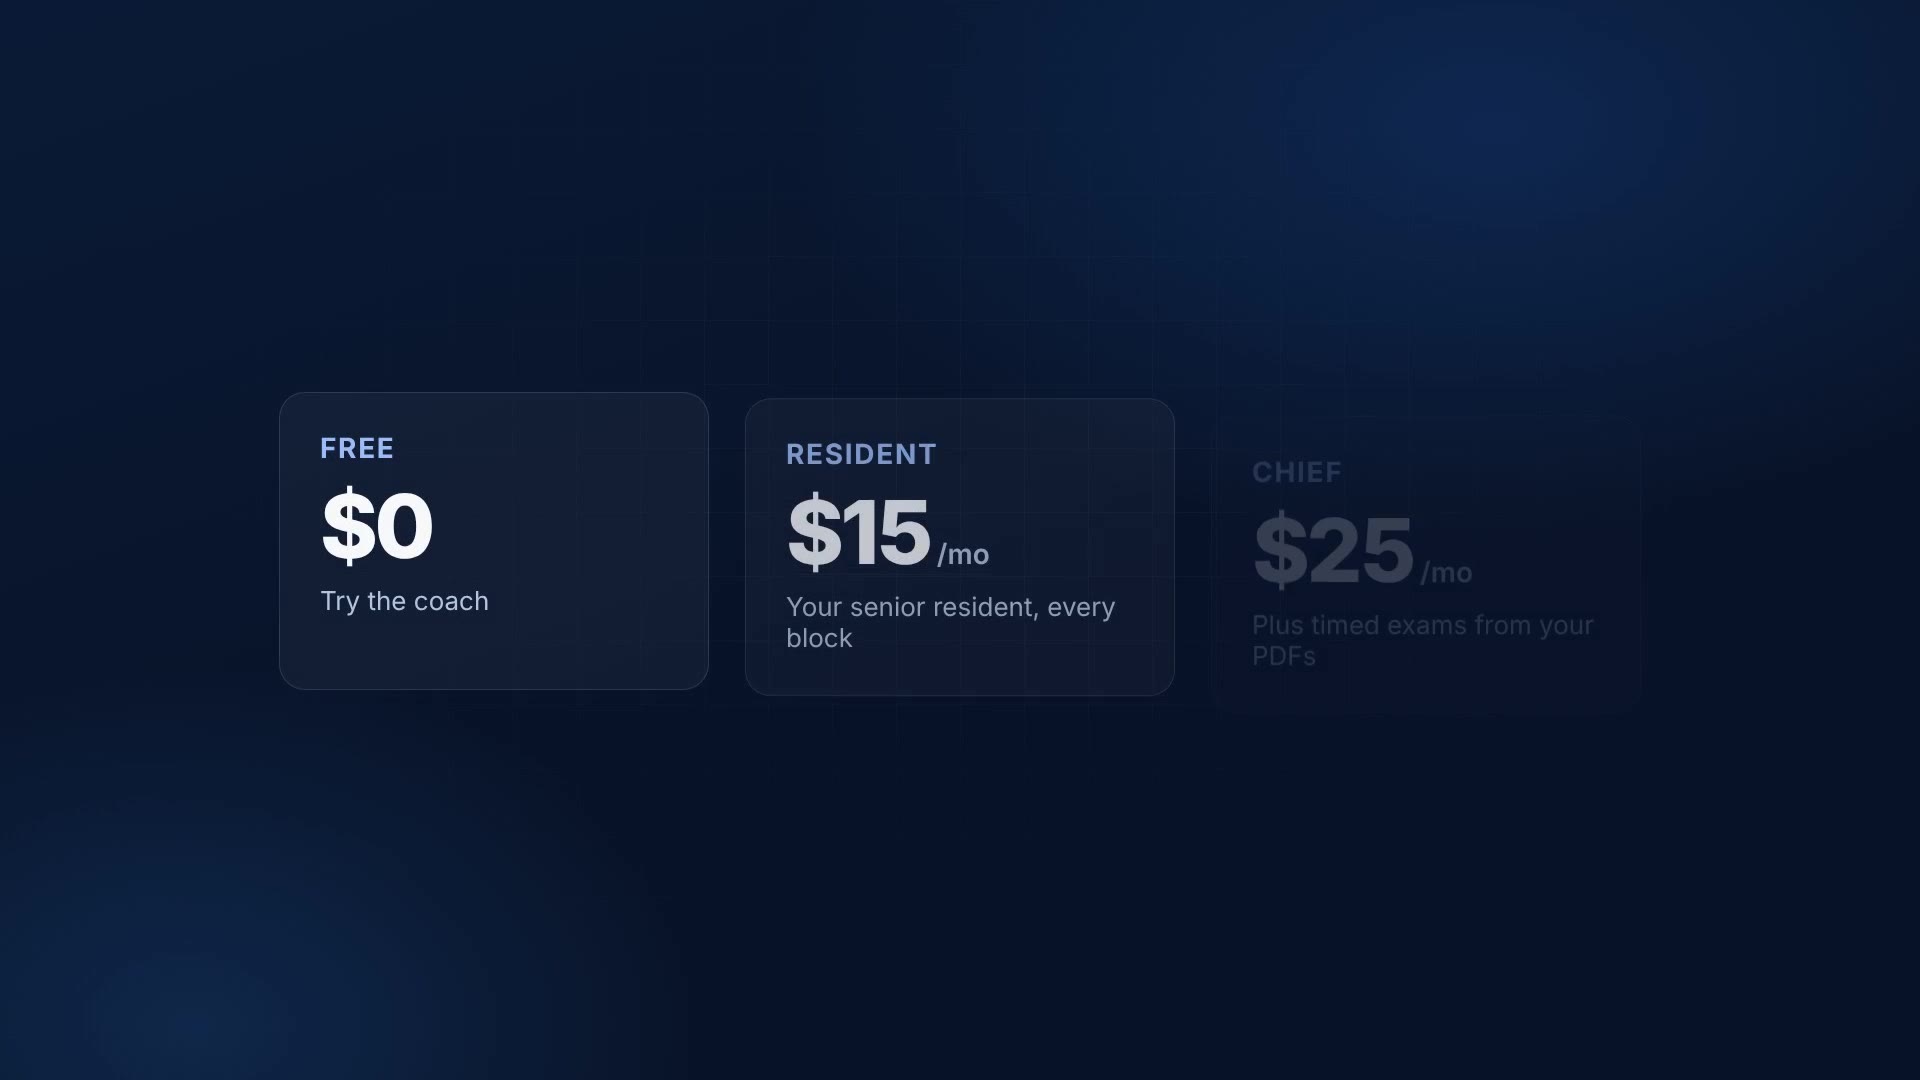 FREE
$0
Try the coach
RESIDENT
$15 /mo
Your senior resident, every
block
CHIEF
$25 /mo
Plus timed exams from your
PDFs